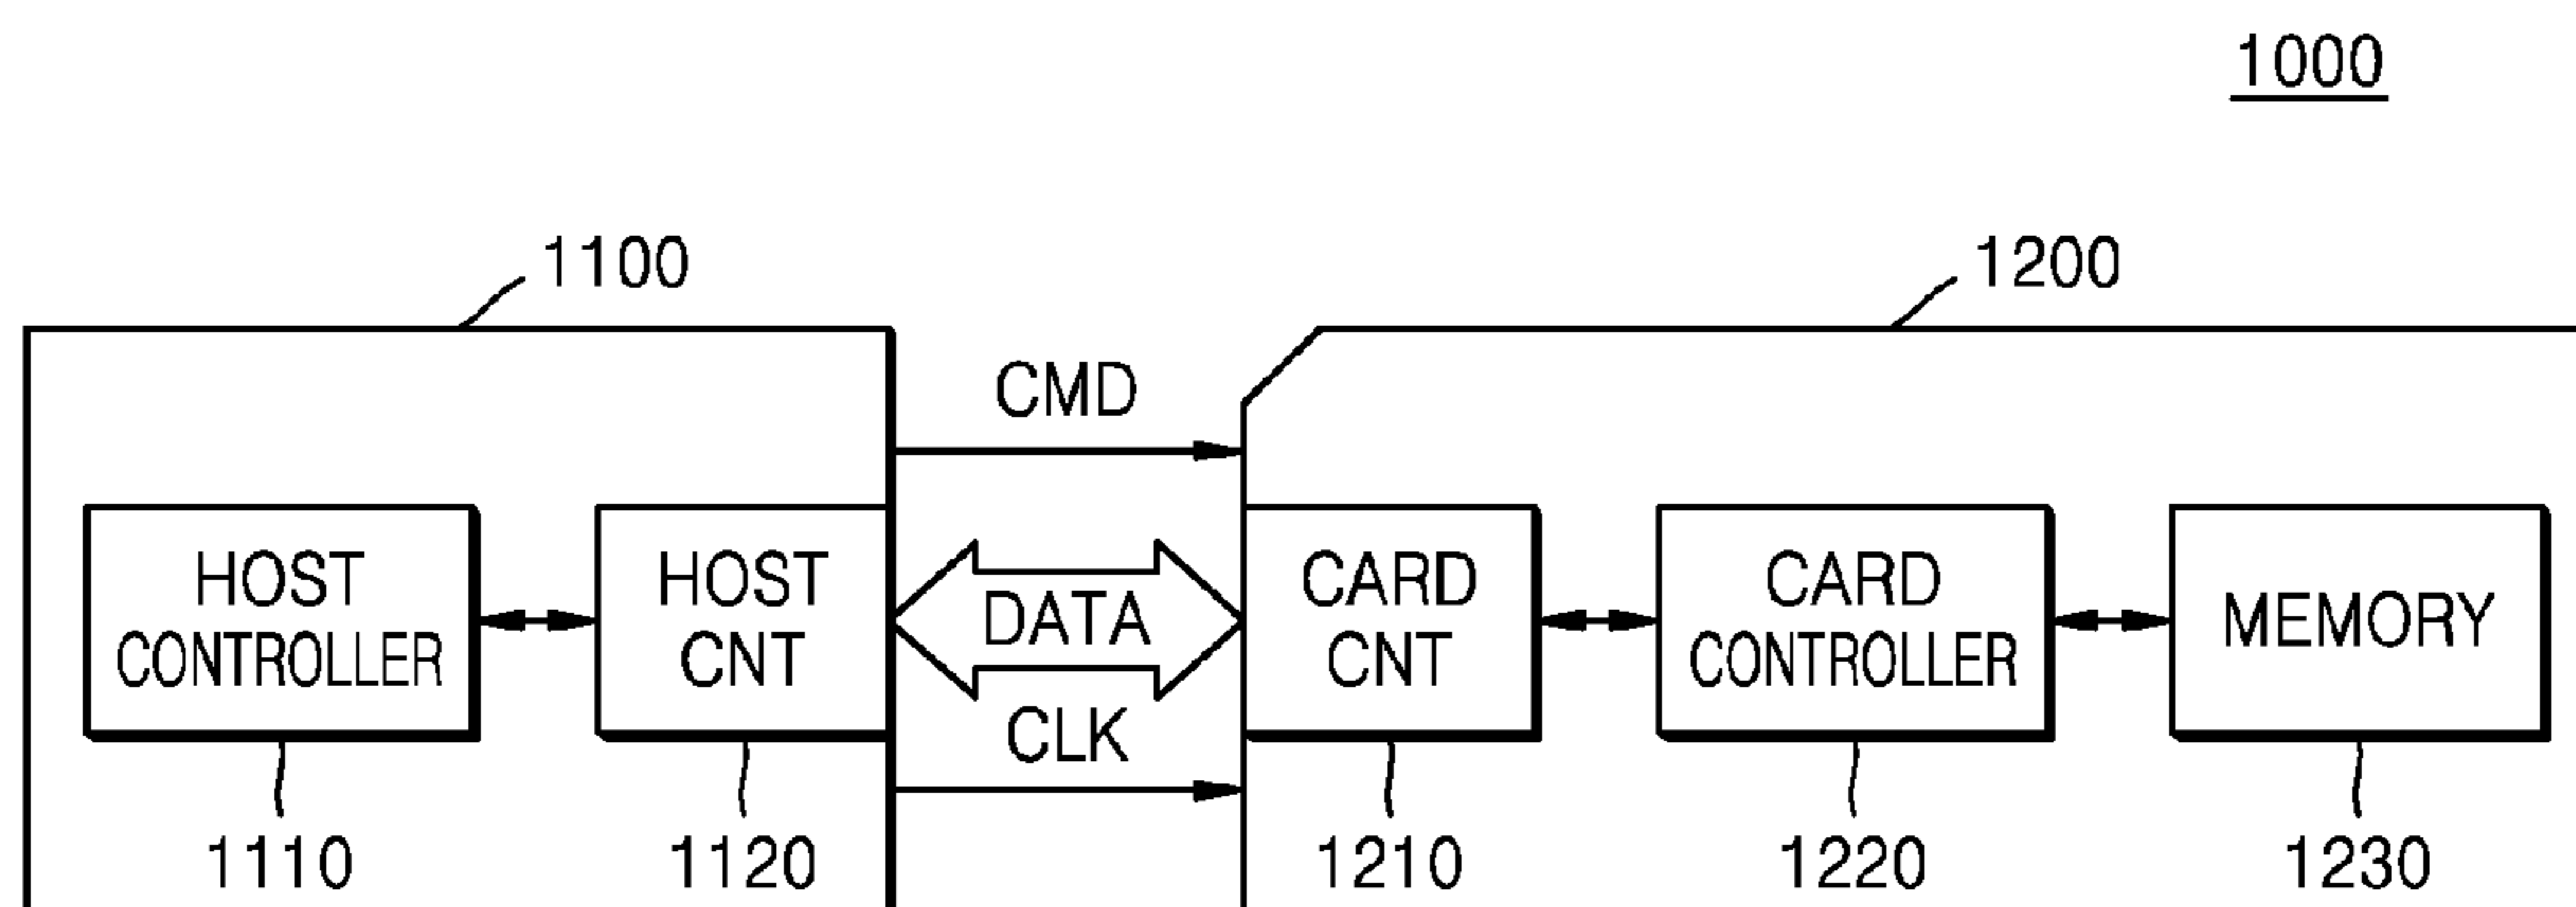 1000
1100
1200
CMD
HOST
CONTROLLER
HOST
CNT
DATA
CARD
CNT
CARD
CONTROLLER
MEMORY
CLK
1110
1120
1210
1220
1230